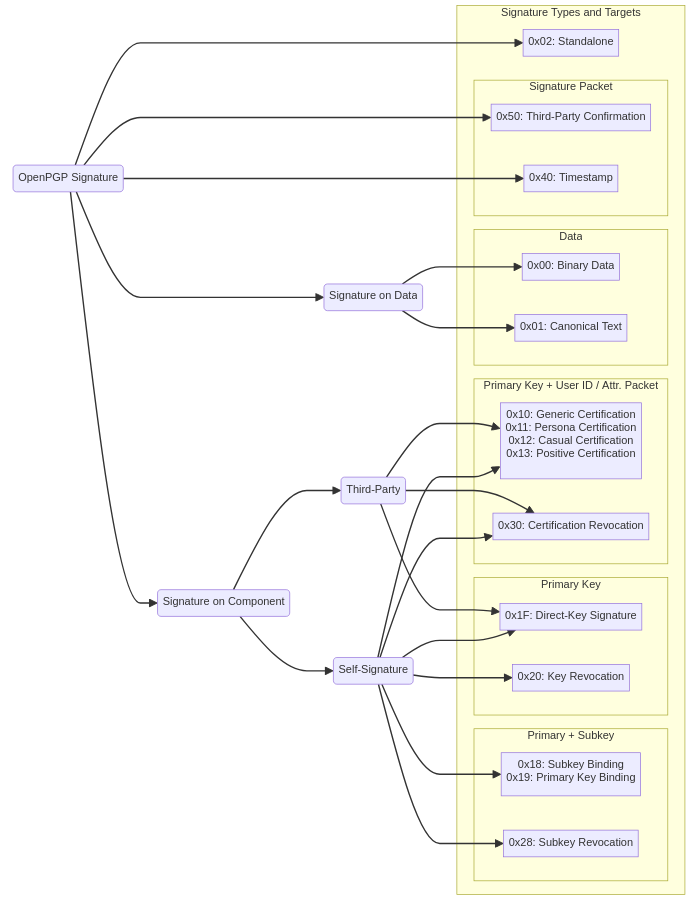 Signature Types and Targets
0x02: Standalone
Signature Packet
0x50: Third-Party Confirmation
OpenPGP Signature
0x40: Timestamp
Data
0x00: Binary Data
Signature on Data
0x01: Canonical Text
Primary Key + User ID / Attr. Packet
0x10: Generic Certification
0x11: Persona Certification
0x12: Casual Certification
0x13: Positive Certification
Third-Party
0x30: Certification Revocation
Primary Key
Signature on Component
0x1F: Direct-Key Signature
Self-Signature
0x20: Key Revocation
Primary + Subkey
0x18: Subkey Binding
0x19: Primary Key Binding
0x28: Subkey Revocation